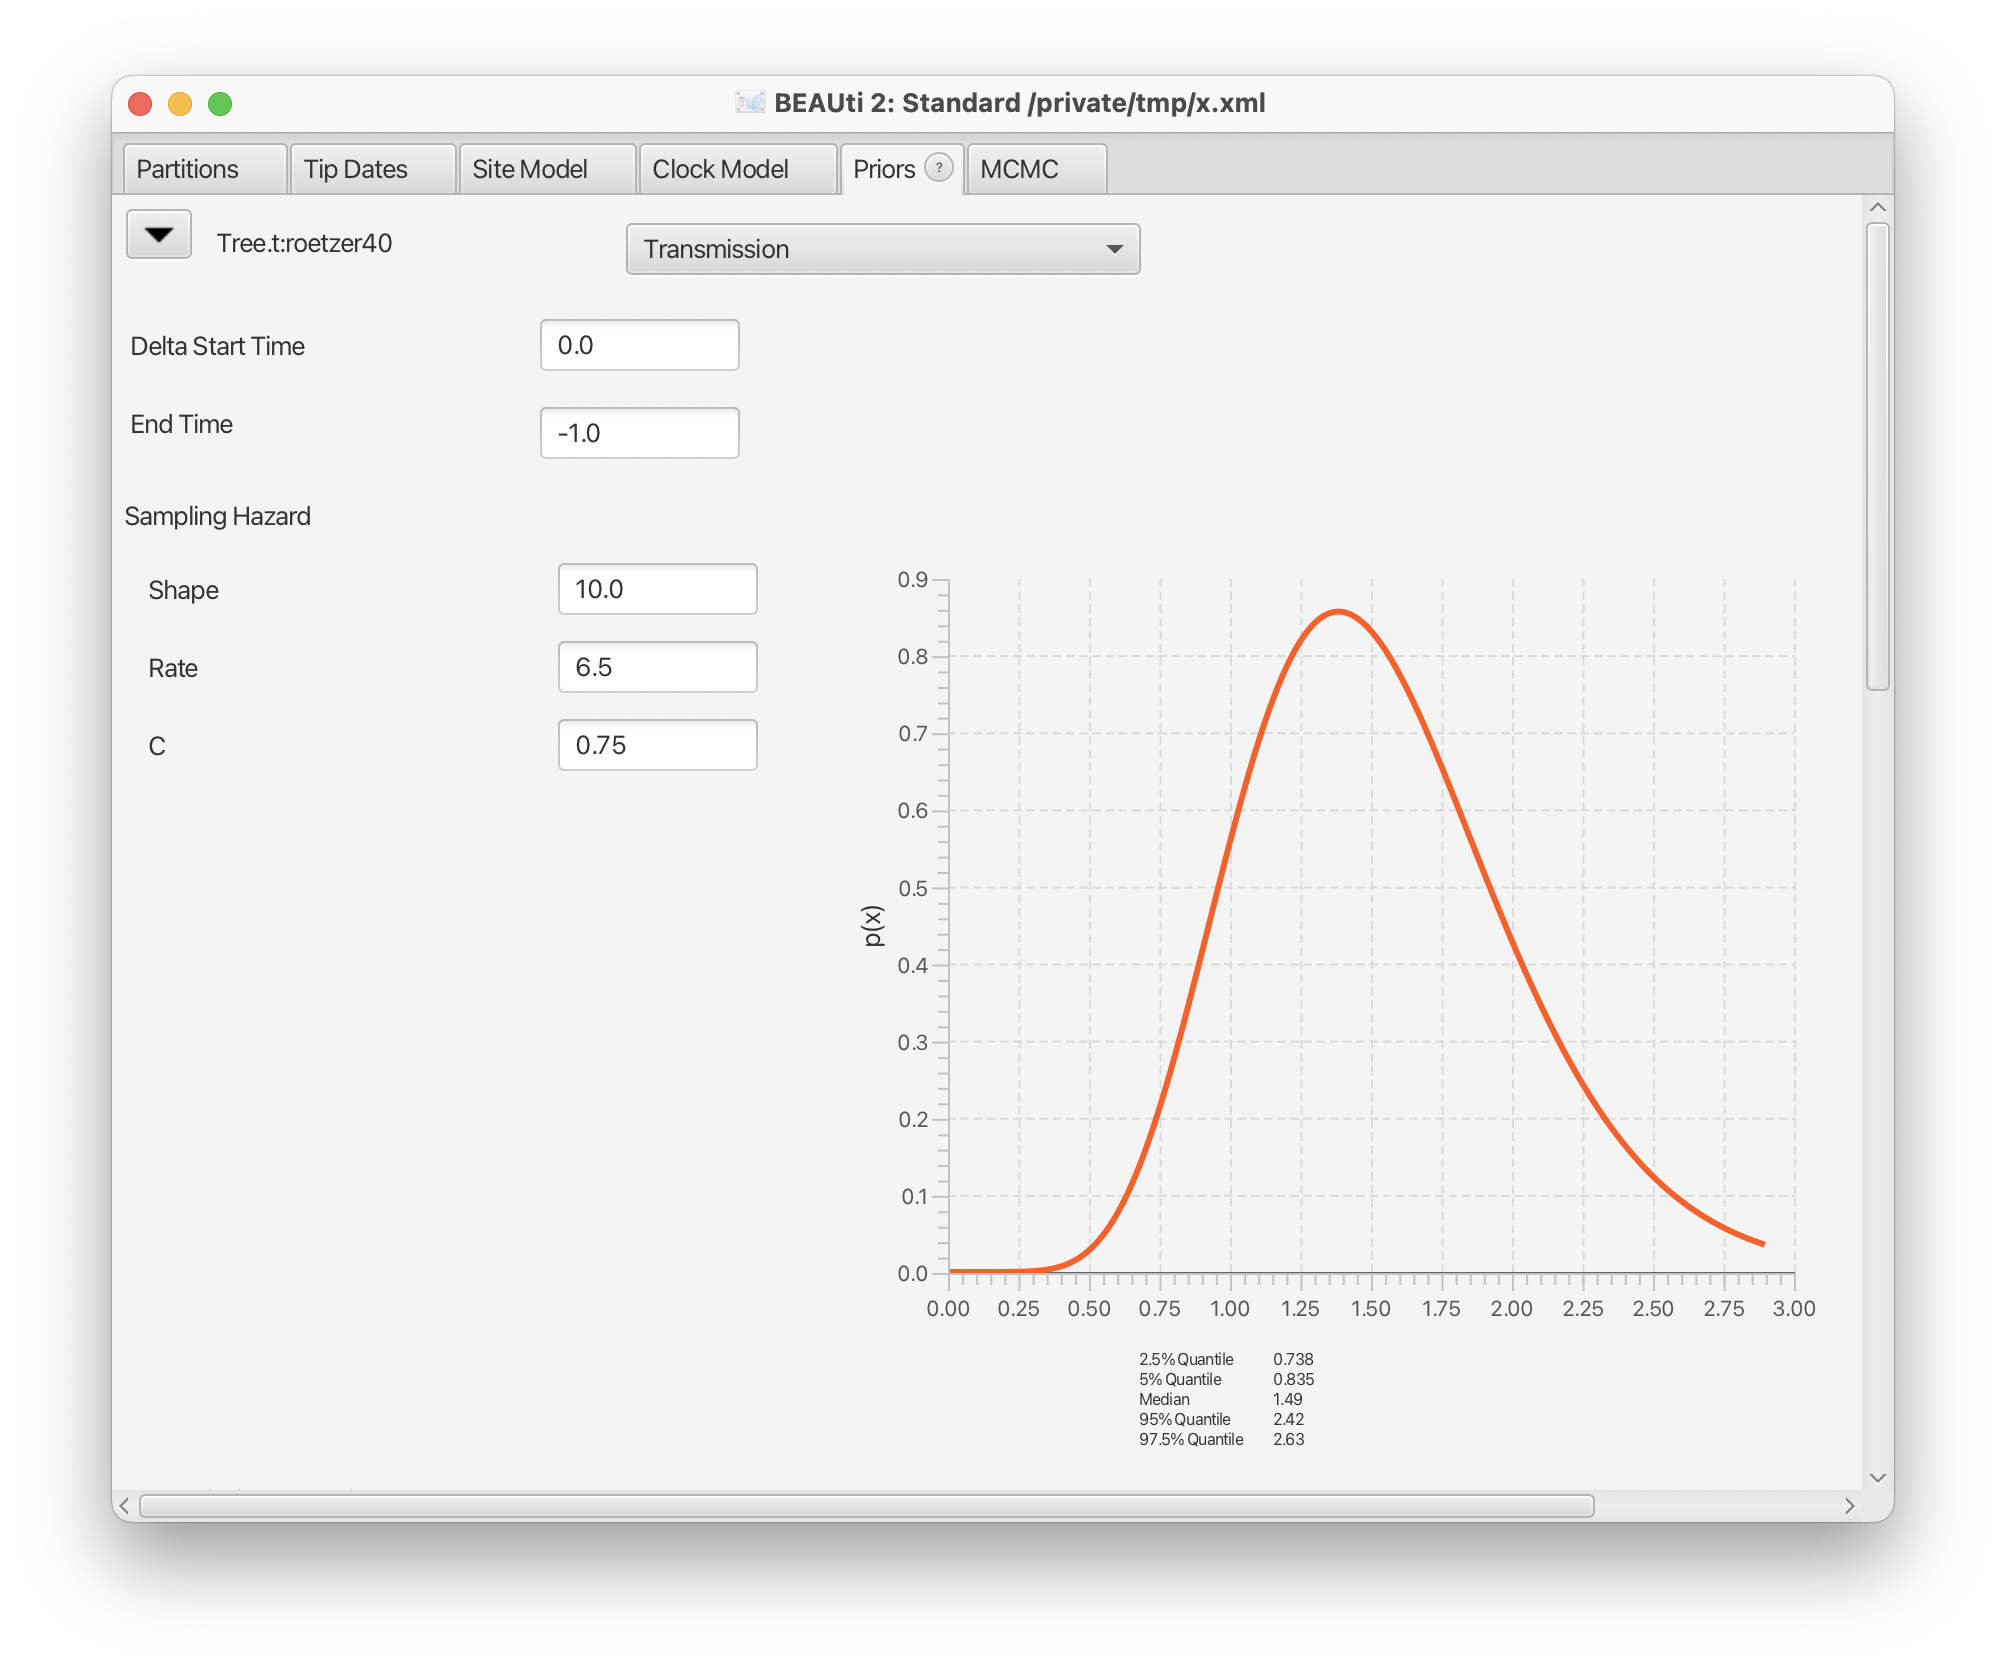 BEAUti 2: Standard /private/tmp/x.xml
Partitions Tip Dates Site Model Clock Model Priors ? MCMC
Tree.t:roetzer40 Transmission
Delta Start Time 0.0
End Time -1.0
Sampling Hazard
Shape 10.0
Rate 6.5
C 0.75
p(x)
0.9
0.8
0.7
0.6
0.5
0.4
0.3
0.2
0.1
0.0
0.00 0.25 0.50 0.75 1.00 1.25 1.50 1.75 2.00 2.25 2.50 2.75 3.00
2.5% Quantile 0.738
5% Quantile 0.835
Median 1.49
95% Quantile 2.42
97.5% Quantile 2.63